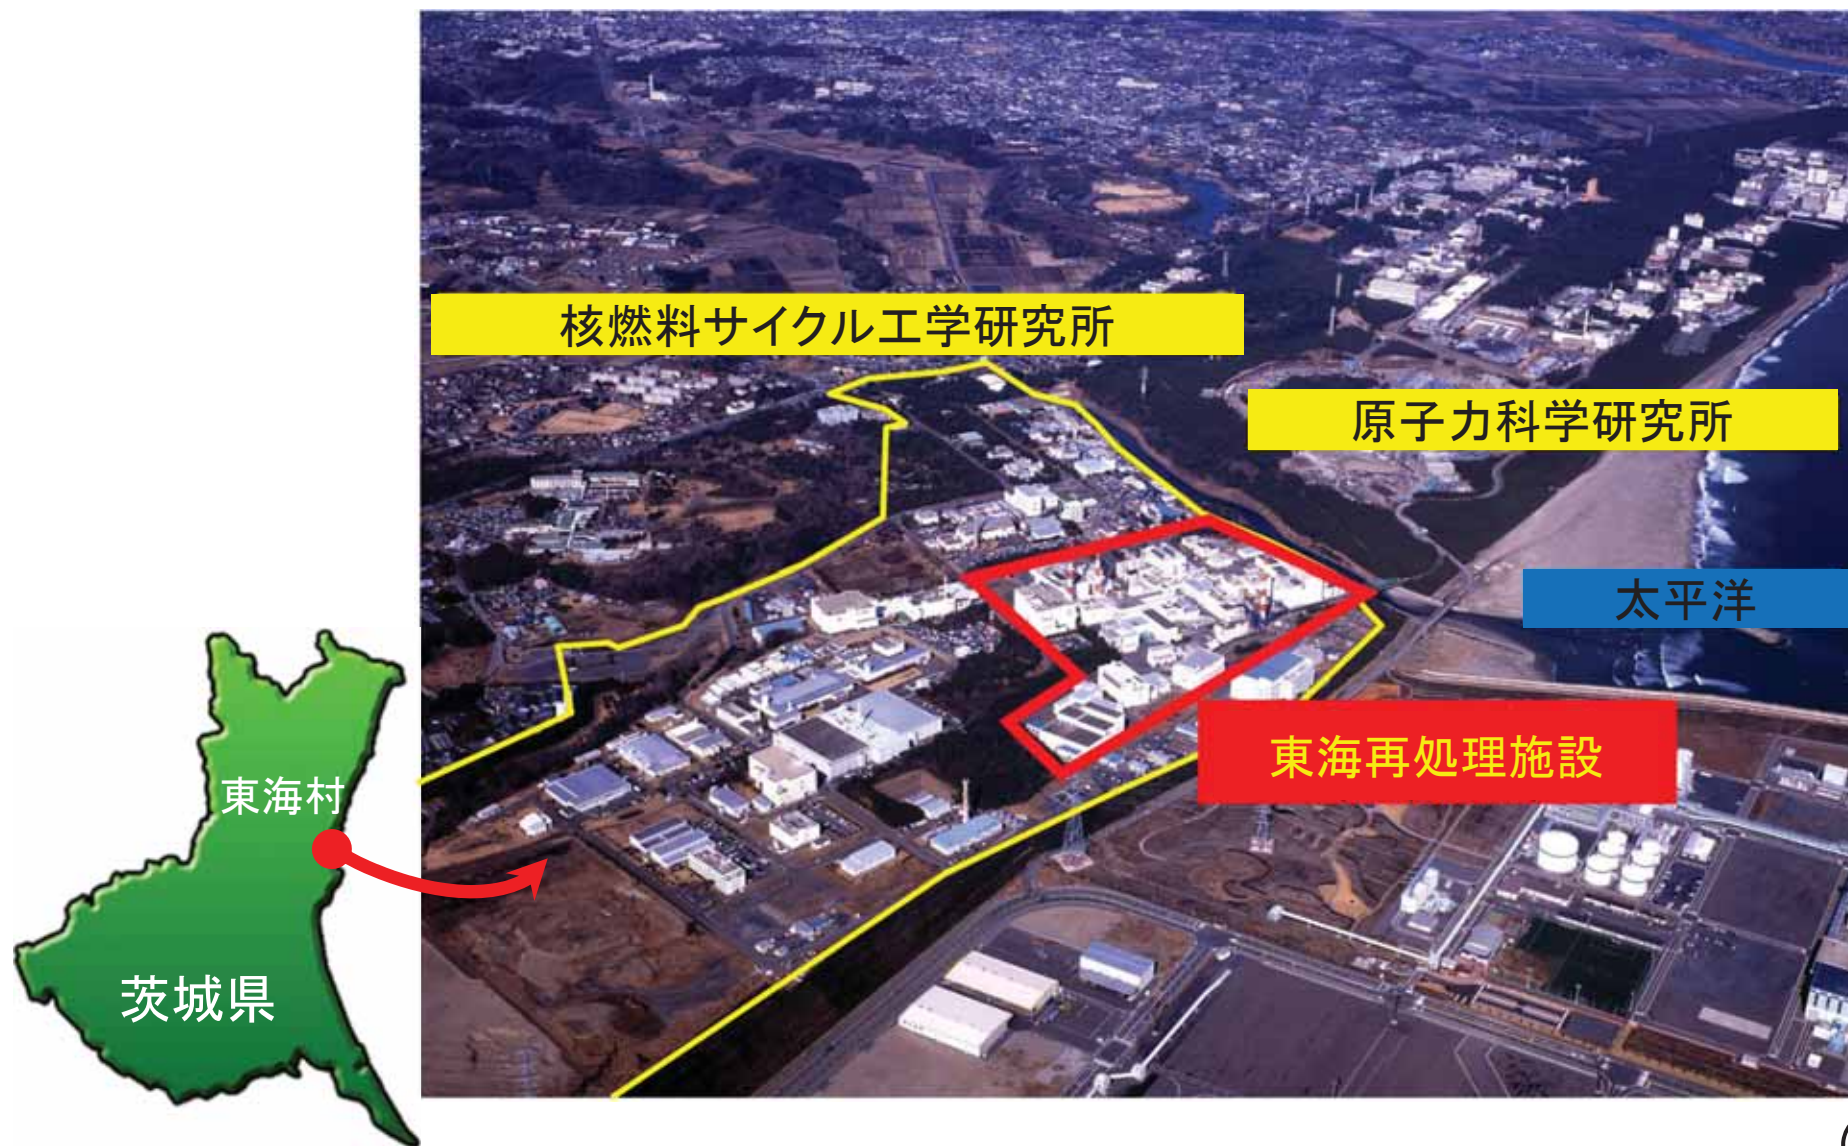 核燃料サイクル工学研究所
原子力科学研究所
太平洋
東海再処理施設
東海村
茨城県